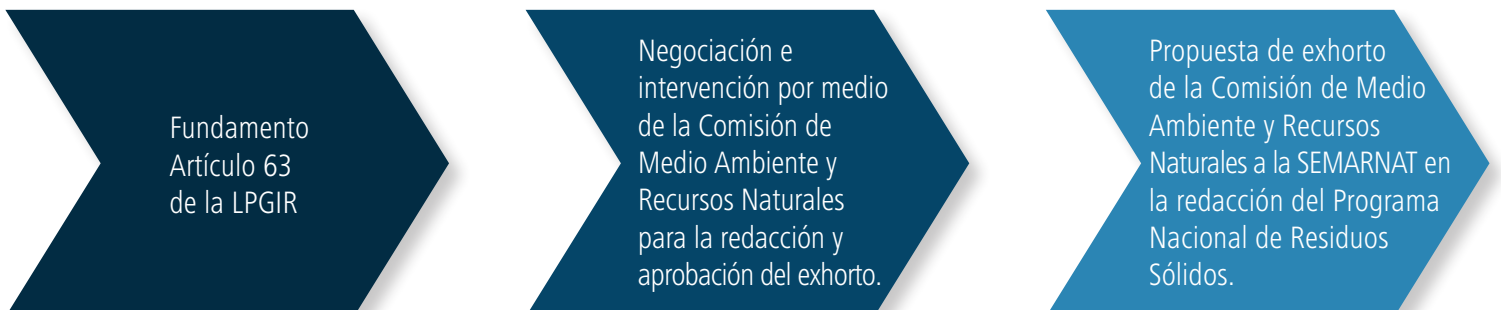 Fundamento
Artículo 63
de la LPGIR
Negociación e
intervención por medio
de la Comisión de
Medio Ambiente y
Recursos Naturales
para la redacción y
aprobación del exhorto.
Propuesta de exhorto
de la Comisión de Medio
Ambiente y Recursos
Naturales a la SEMARNAT en
la redacción del Programa
Nacional de Residuos
Sólidos.